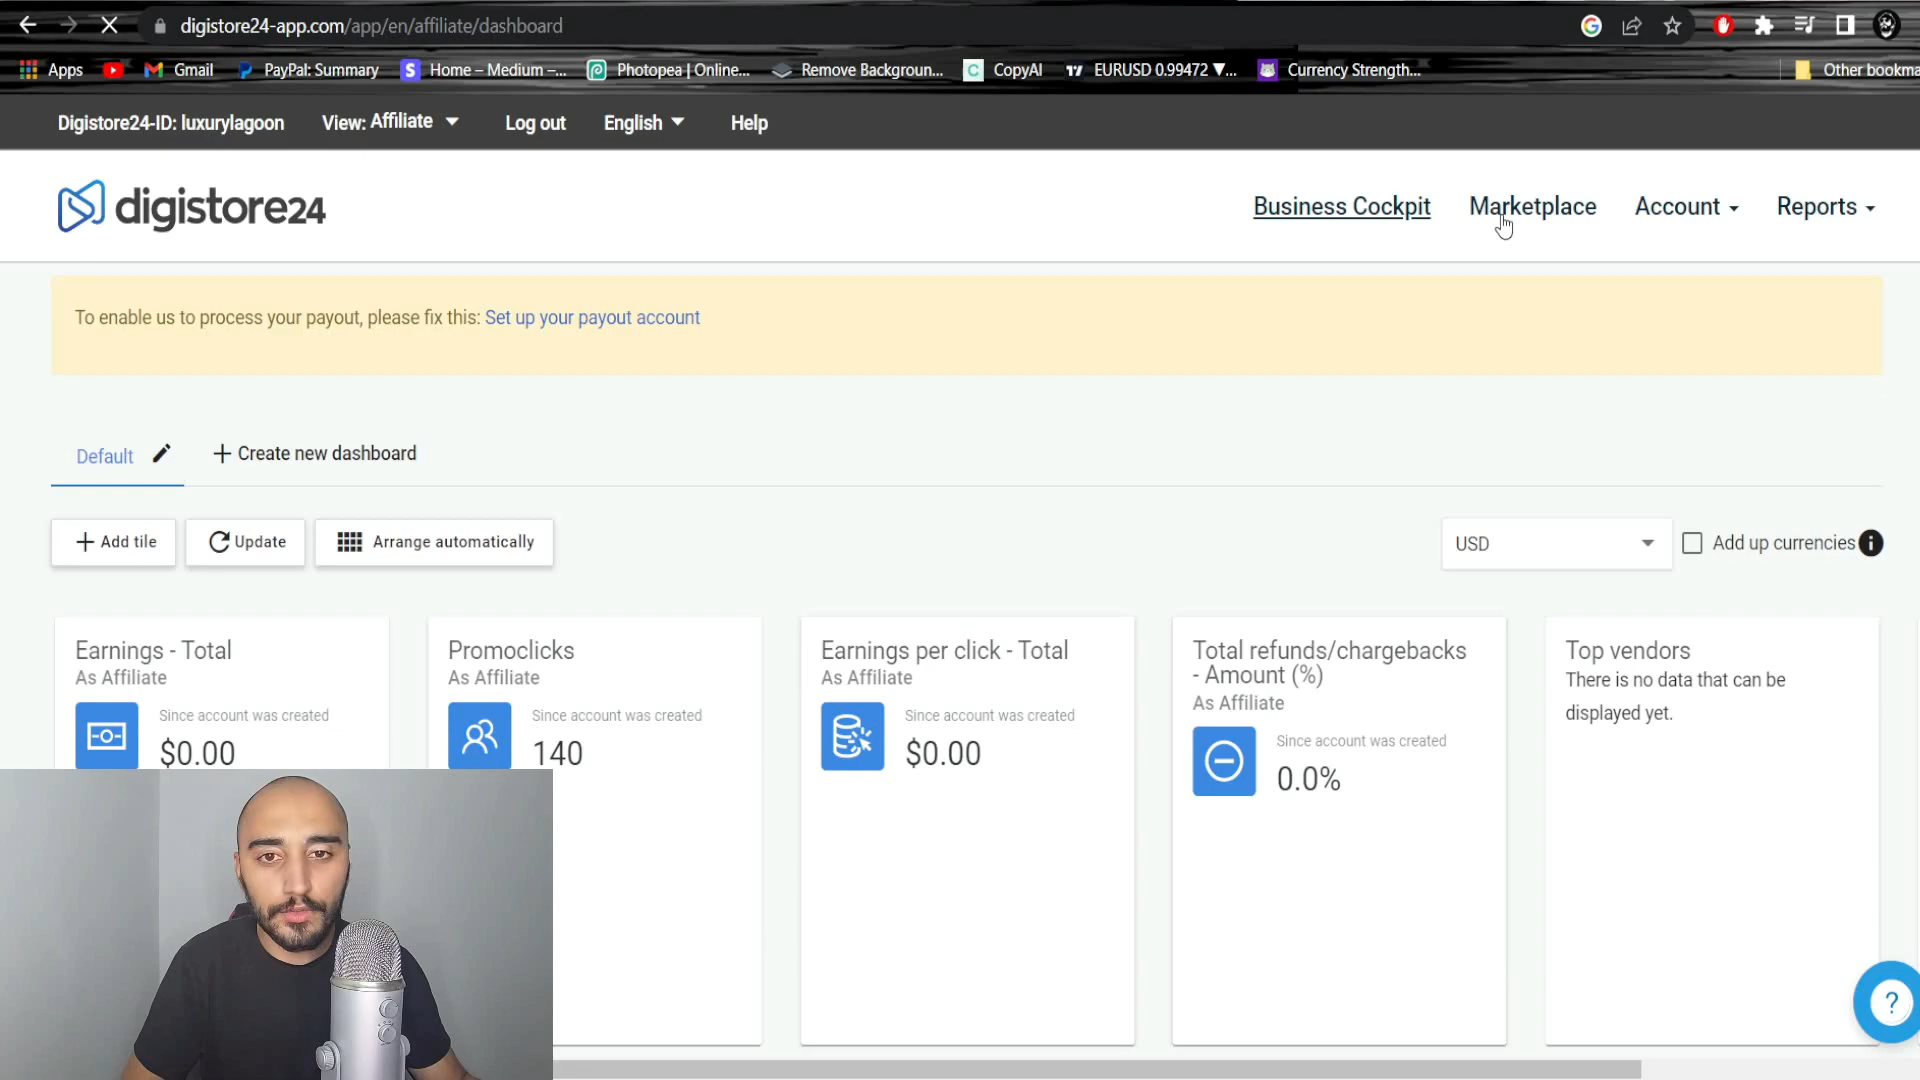 digistore24-app.com/app/en/affiliate/dashboard
Apps
Gmail
PayPal: Summary
S Home – Medium –...
Photopea | Online...
Remove Backgroun...
C CopyAI
EURUSD 0.99472 ▼...
Currency Strength...
Other bookma
Digistore24-ID: luxurylagoon
View: Affiliate
Log out
English
Help
digistore24
Business Cockpit
Marketplace
Account
Reports
To enable us to process your payout, please fix this: Set up your payout account
Default
+ Create new dashboard
+ Add tile
Update
Arrange automatically
USD
Add up currencies
i
Earnings - Total
As Affiliate
Since account was created
$0.00
Promoclicks
As Affiliate
Since account was created
140
Earnings per click - Total
As Affiliate
Since account was created
$0.00
Total refunds/chargebacks
- Amount (%)
As Affiliate
Since account was created
0.0%
Top vendors
There is no data that can be
displayed yet.
?